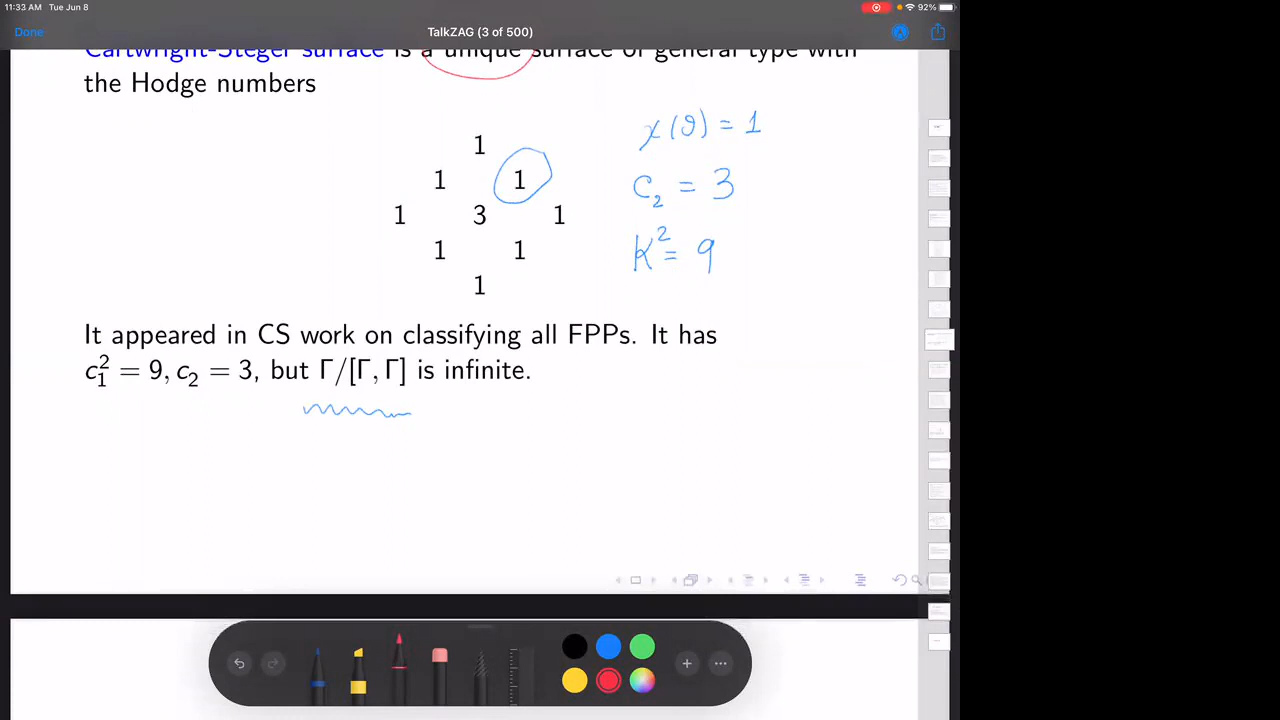 11:33 AM Tue Jun 8
92%
Done
TalkZAG (3 of 500)
Cartwright-Steger surface is a unique surface of general type with
the Hodge numbers
1
1 1
1 3 1
1 1
1
χ(𝒪) = 1
c₂ = 3
K² = 9
It appeared in CS work on classifying all FPPs. It has
c₁² = 9, c₂ = 3, but Γ/[Γ, Γ] is infinite.